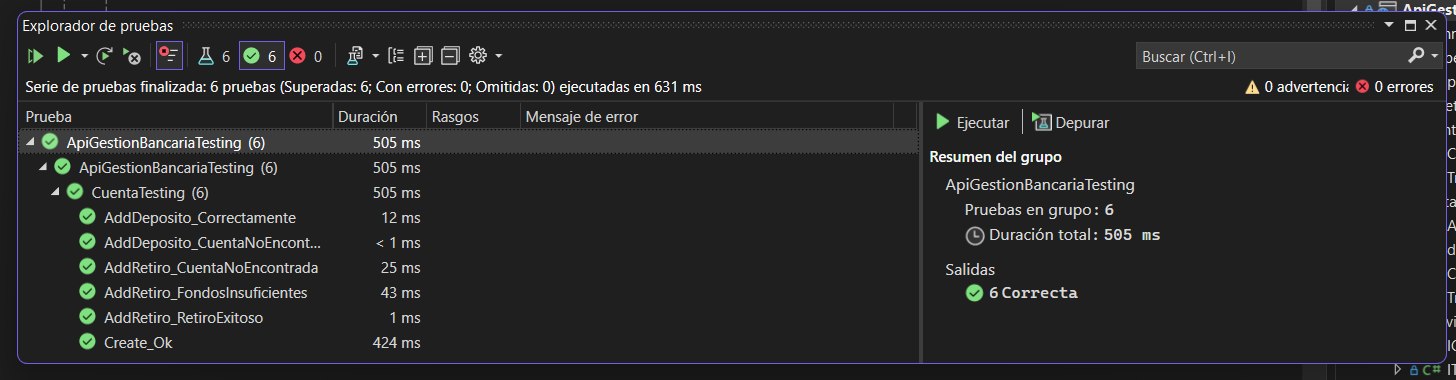 Explorador de pruebas
6 6 0
Buscar (Ctrl+I)
Serie de pruebas finalizada: 6 pruebas (Superadas: 6; Con errores: 0; Omitidas: 0) ejecutadas en 631 ms
0 advertencia 0 errores
Prueba Duración Rasgos Mensaje de error
ApiGestionBancariaTesting (6) 505 ms
ApiGestionBancariaTesting (6) 505 ms
CuentaTesting (6) 505 ms
AddDeposito_Correctamente 12 ms
AddDeposito_CuentaNoEncont... < 1 ms
AddRetiro_CuentaNoEncontrada 25 ms
AddRetiro_FondosInsuficientes 43 ms
AddRetiro_RetiroExitoso 1 ms
Create_Ok 424 ms
Ejecutar Depurar
Resumen del grupo
ApiGestionBancariaTesting
Pruebas en grupo: 6
Duración total: 505 ms
Salidas
6 Correcta
ApiGest
C#